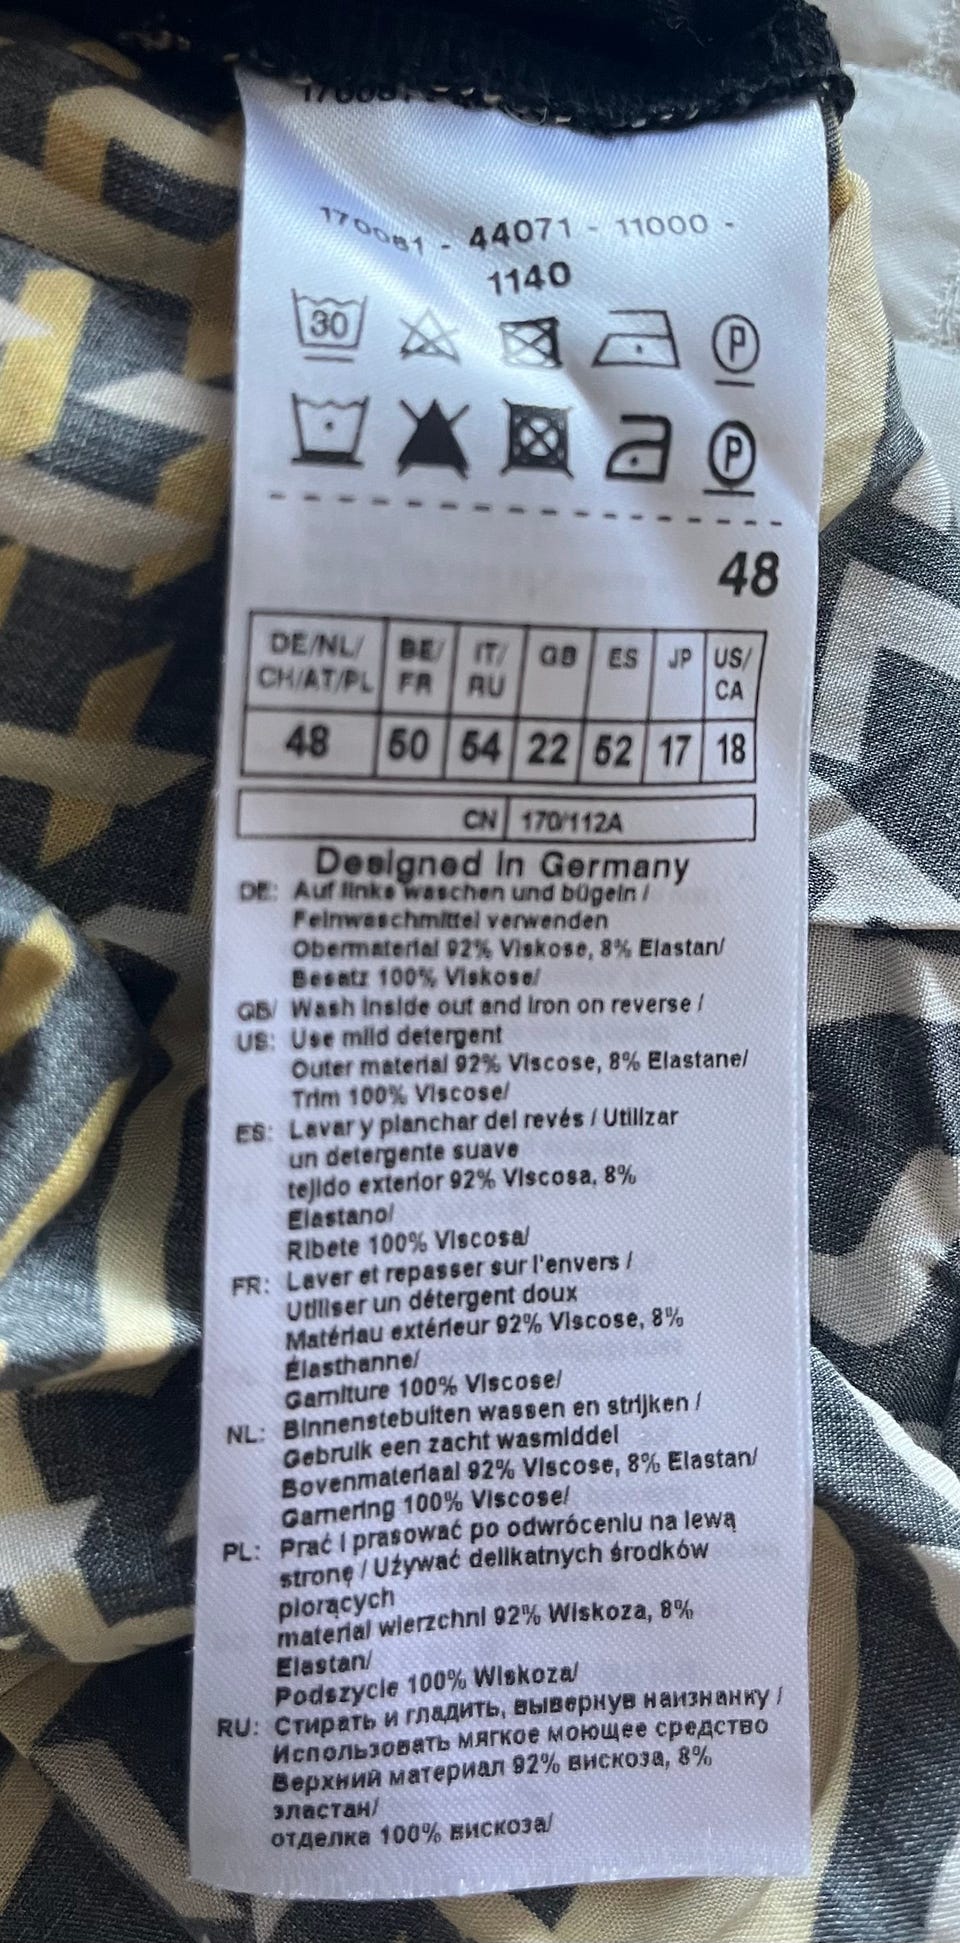 170081 - 44071 - 11000 -
1140
30 P
P
48
DE/NL/ CH/AT/PL BE/ FR IT/ RU GB ES JP US/ CA
48 50 54 22 52 17 18
CN 170/112A
Designed in Germany
DE: Auf links waschen und bügeln /
Feinwaschmittel verwenden
Obermaterial 92% Viskose, 8% Elastan/
Besatz 100% Viskose/
GB/ Wash inside out and iron on reverse /
US: Use mild detergent
Outer material 92% Viscose, 8% Elastane/
Trim 100% Viscose/
ES: Lavar y planchar del revés / Utilizar
un detergente suave
tejido exterior 92% Viscosa, 8%
Elastano/
Ribete 100% Viscosa/
FR: Laver et repasser sur l'envers /
Utiliser un détergent doux
Matériau extérieur 92% Viscose, 8%
Élasthanne/
Garniture 100% Viscose/
NL: Binnenstebuiten wassen en strijken /
Gebruik een zacht wasmiddel
Bovenmateriaal 92% Viscose, 8% Elastan/
Garnering 100% Viscose/
PL: Prać i prasować po odwróceniu na lewą
stronę / Używać delikatnych środków
piorących
materiał wierzchni 92% Wiskoza, 8%
Elastan/
Podszycie 100% Wiskoza/
RU: Стирать и гладить, вывернув наизнанку /
Использовать мягкое моющее средство
Верхний материал 92% вискоза, 8%
эластан/
отделка 100% вискоза/